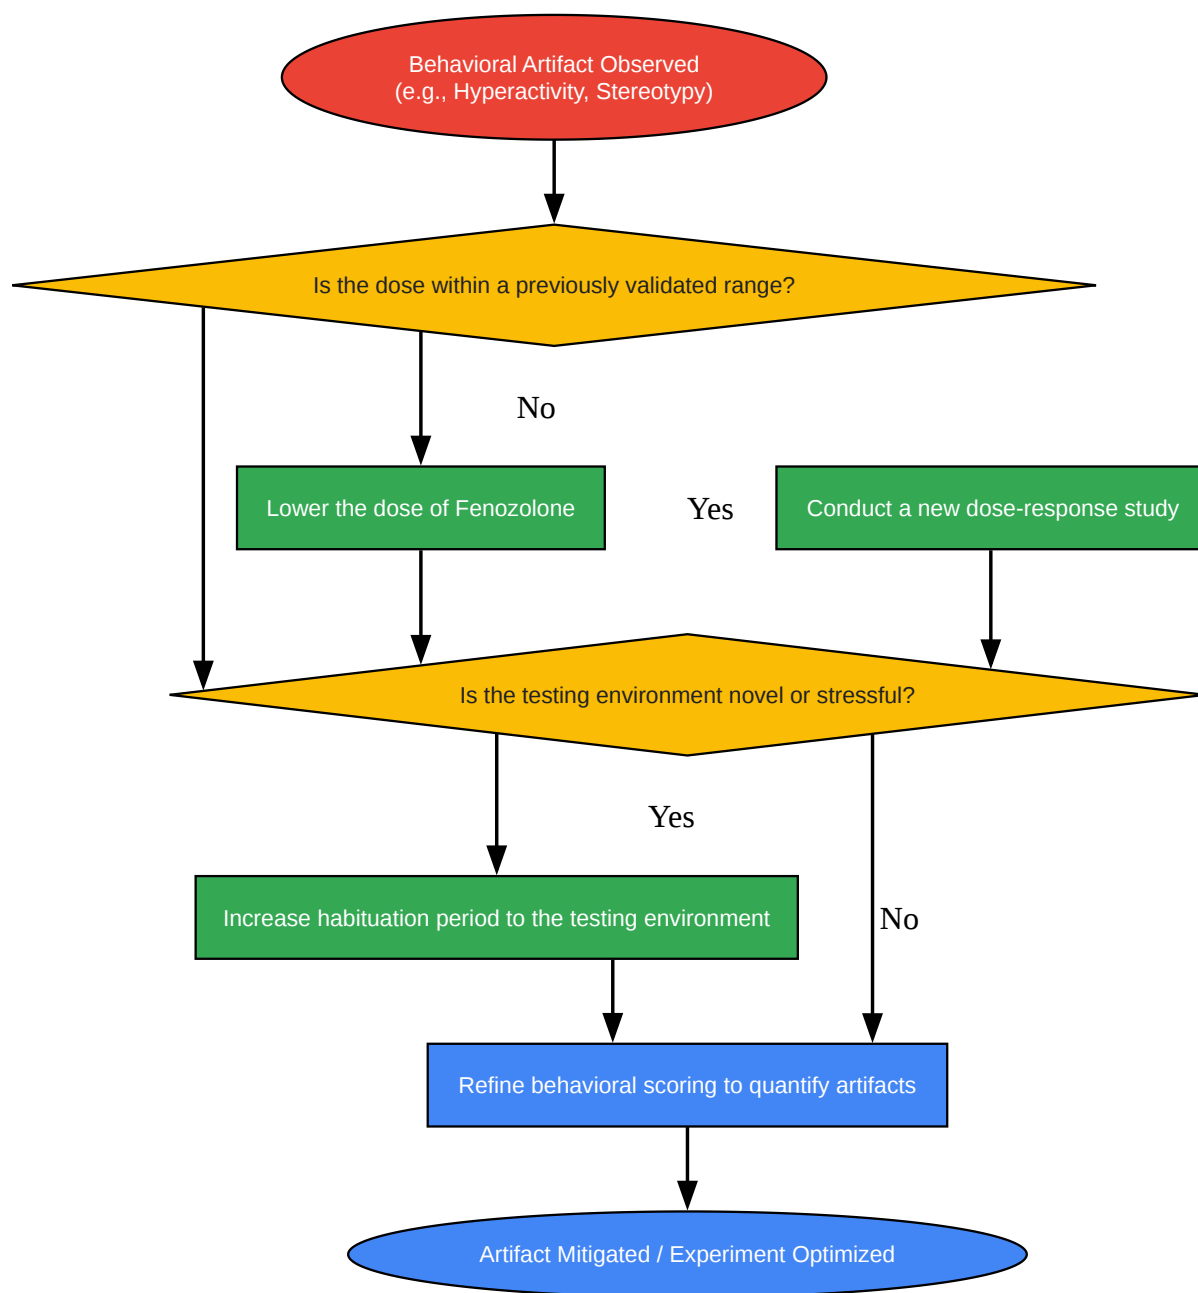 Behavioral Artifact Observed
(e.g., Hyperactivity, Stereotypy)
Is the dose within a previously validated range?
No
Lower the dose of Fenozolone
Yes
Conduct a new dose-response study
Is the testing environment novel or stressful?
Yes
Increase habituation period to the testing environment
No
Refine behavioral scoring to quantify artifacts
Artifact Mitigated / Experiment Optimized